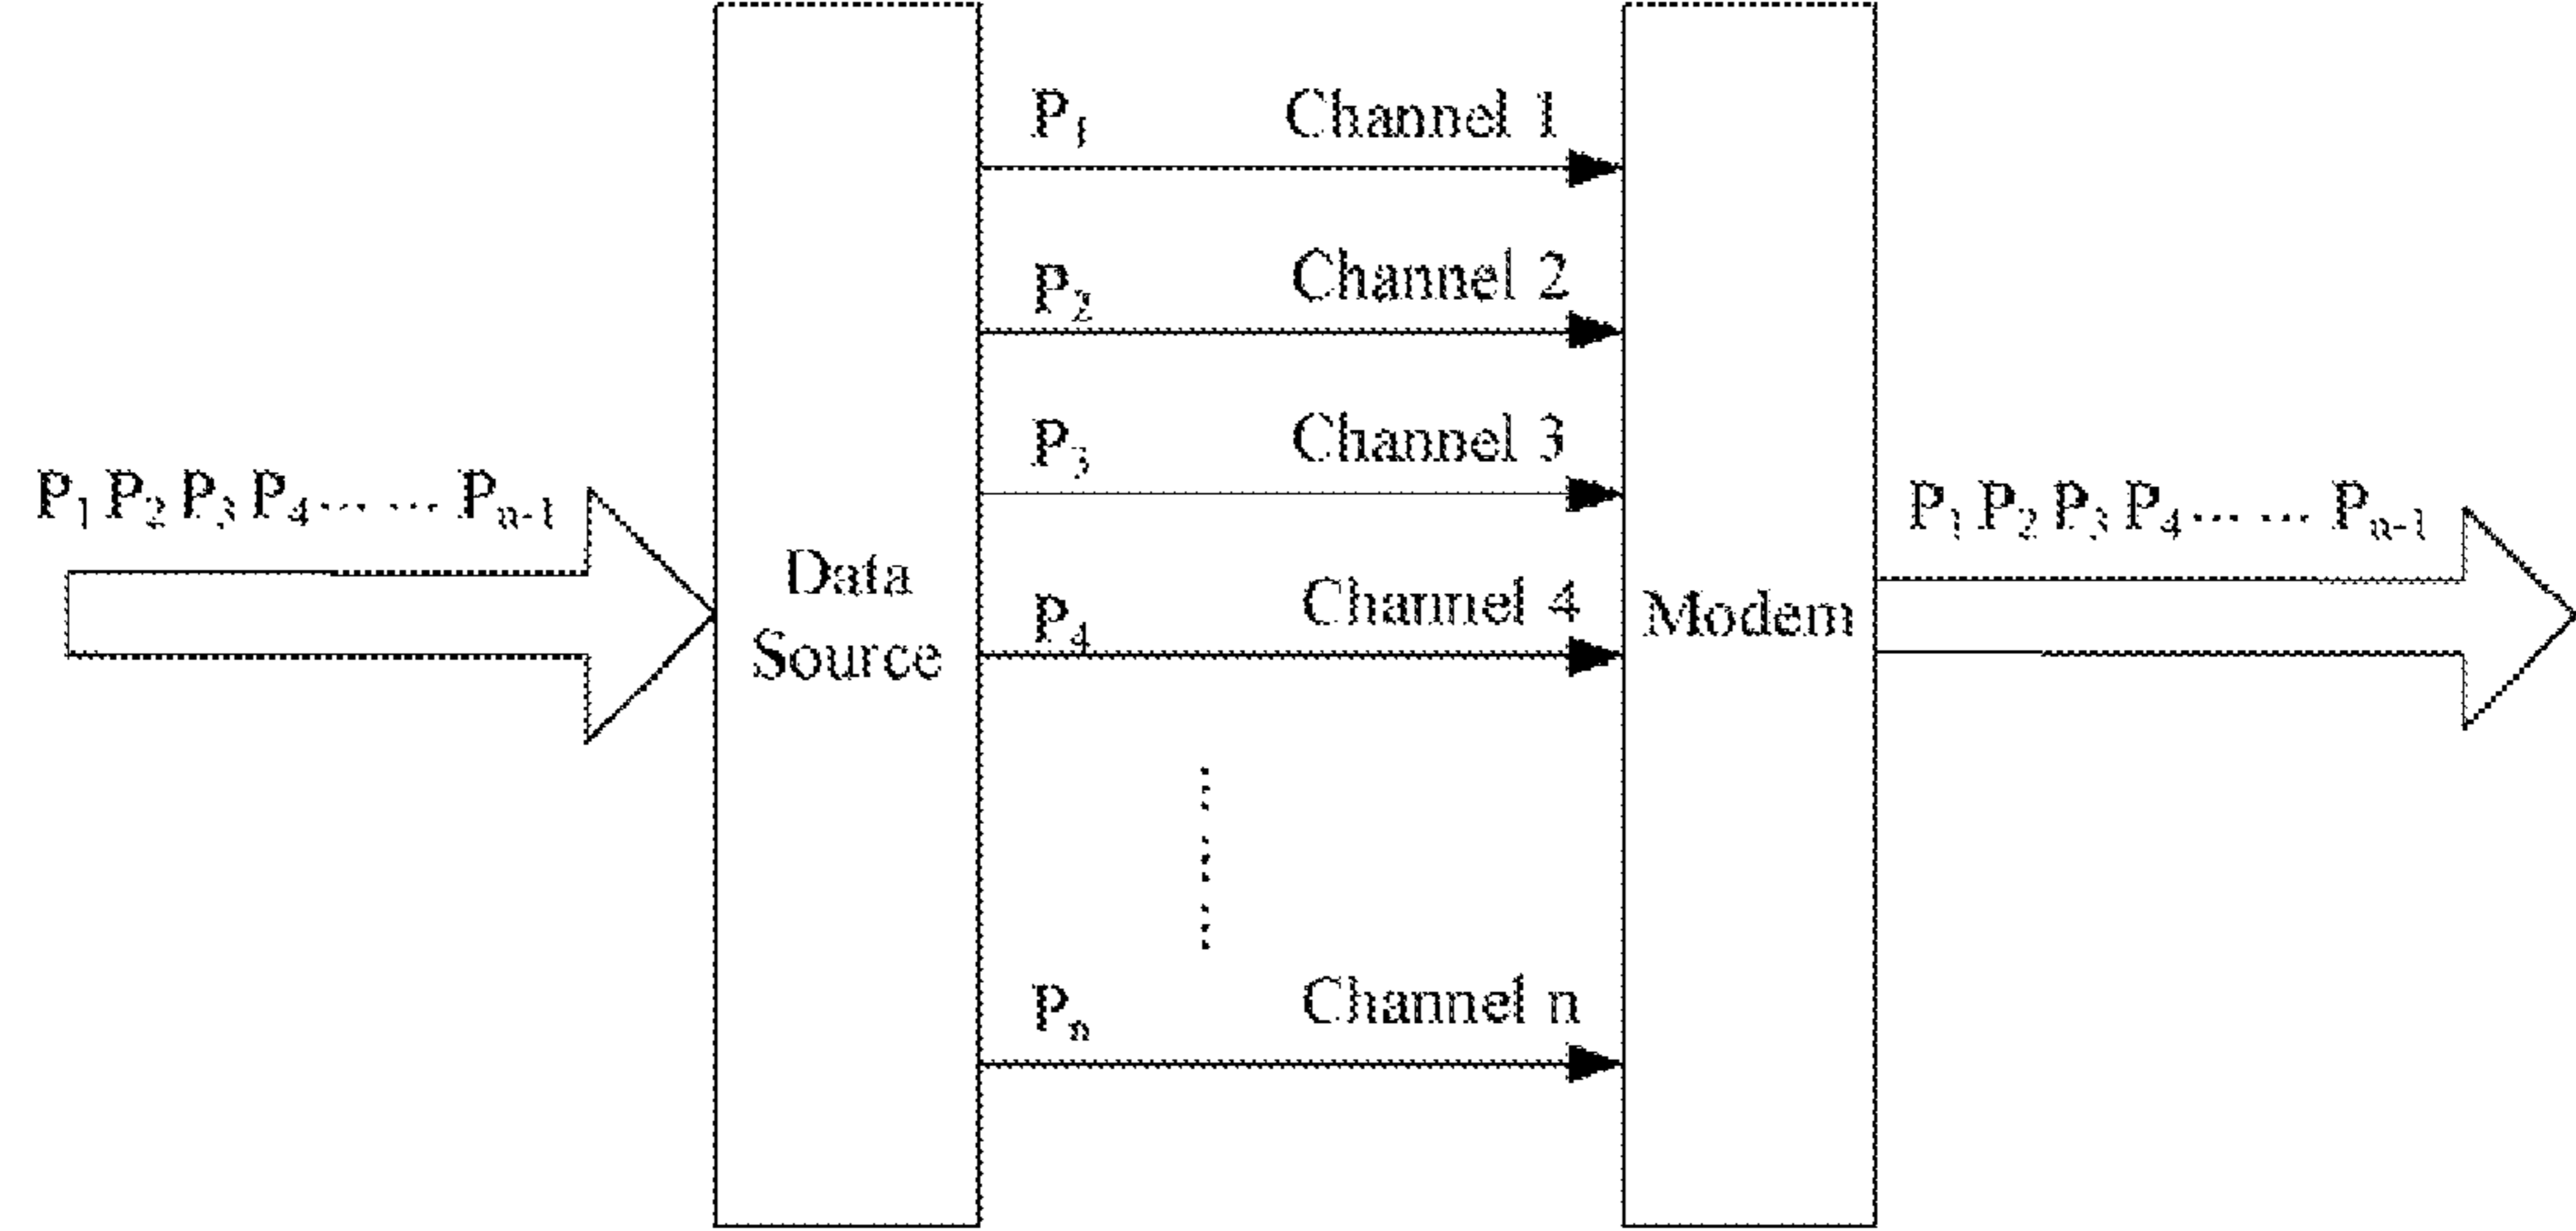 P₁ P₂ P₃ P₄ ...... Pₙ₋₁
Data
Source
P₁ Channel 1
P₂ Channel 2
P₃ Channel 3
P₄ Channel 4
Pₙ Channel n
Modem
P₁ P₂ P₃ P₄ ...... Pₙ₋₁